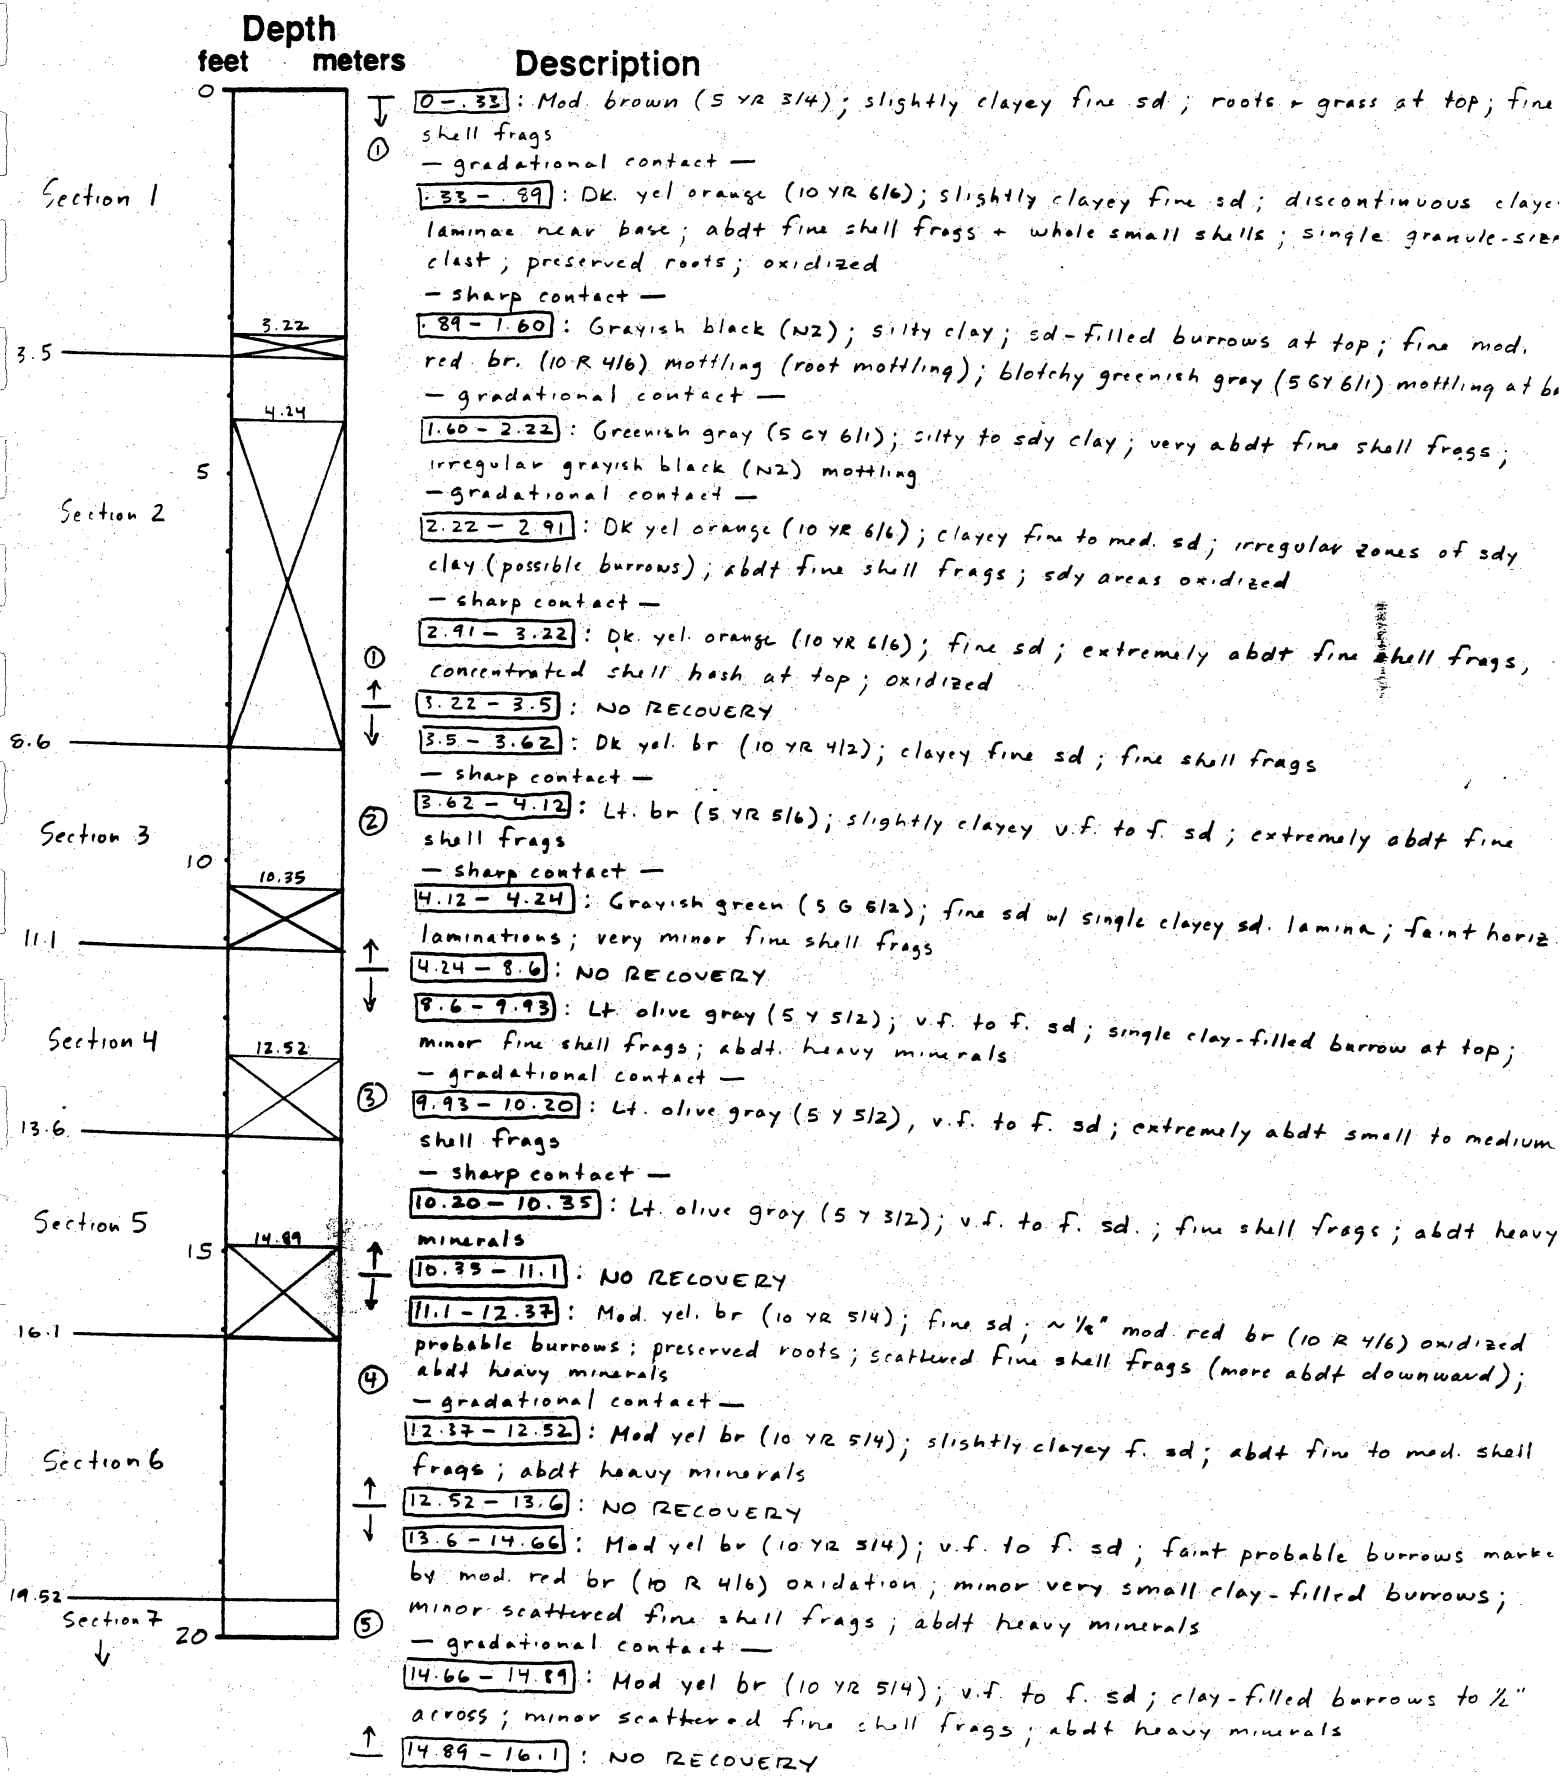 Depth
feet meters Description
0
0 - .33 : Mod. brown (5 YR 3/4); slightly clayey fine sd; roots + grass at top; fine
shell frags
①
— gradational contact —
Section 1
.33 - .89 : Dk. yel orange (10 YR 6/6); slightly clayey fine sd; discontinuous claye
laminae near base; abdt fine shell frags + whole small shells; single granule-size
clast; preserved roots; oxidized
— sharp contact —
3.22
.89 - 1.60 : Grayish black (N2); silty clay; sd-filled burrows at top; fine mod.
3.5
red br. (10 R 4/6) mottling (root mottling); blotchy greenish gray (5 GY 6/1) mottling at ba
— gradational contact —
4.24
1.60 - 2.22 : Greenish gray (5 GY 6/1); silty to sdy clay; very abdt fine shell frags;
5
irregular grayish black (N2) mottling
— gradational contact —
Section 2
2.22 - 2.91 : Dk yel orange (10 YR 6/6); clayey fine to med. sd; irregular zones of sdy
clay (possible burrows); abdt fine shell frags; sdy areas oxidized
— sharp contact —
2.91 - 3.22 : Dk. yel. orange (10 YR 6/6); fine sd; extremely abdt fine shell frags,
①
concentrated shell hash at top; oxidized
3.22 - 3.5 : NO RECOVERY
8.6
3.5 - 3.62 : Dk yel. br (10 YR 4/2); clayey fine sd; fine shell frags
— sharp contact —
②
3.62 - 4.12 : Lt. br (5 YR 5/6); slightly clayey v.f. to f. sd; extremely abdt fine
Section 3
shell frags
10
— sharp contact —
10.35
4.12 - 4.24 : Grayish green (5 G 5/2); fine sd w/ single clayey sd. lamina; faint horiz.
11.1
laminations; very minor fine shell frags
4.24 - 8.6 : NO RECOVERY
8.6 - 9.93 : Lt. olive gray (5 Y 5/2); v.f. to f. sd; single clay-filled burrow at top;
Section 4
12.52
minor fine shell frags; abdt. heavy minerals
— gradational contact —
③
9.93 - 10.20 : Lt. olive gray (5 Y 5/2), v.f. to f. sd; extremely abdt small to medium
13.6
shell frags
— sharp contact —
Section 5
10.20 - 10.35 : Lt. olive gray (5 Y 3/2); v.f. to f. sd.; fine shell frags; abdt heavy
14.89
15
minerals
10.35 - 11.1 : NO RECOVERY
11.1 - 12.37 : Mod. yel. br (10 YR 5/4); fine sd; ~ 1/2" mod red br (10 R 4/6) oxidized
16.1
probable burrows; preserved roots; scattered fine shell frags (more abdt downward);
④
abdt heavy minerals
— gradational contact —
12.37 - 12.52 : Mod yel br (10 YR 5/4); slightly clayey f. sd; abdt fine to med. shell
Section 6
frags; abdt heavy minerals
12.52 - 13.6 : NO RECOVERY
13.6 - 14.66 : Mod yel br (10 YR 5/4); v.f. to f. sd; faint probable burrows marke
by mod. red br (10 R 4/6) oxidation; minor very small clay-filled burrows;
19.52
Section 7
minor scattered fine shell frags; abdt heavy minerals
⑤
20
— gradational contact —
14.66 - 14.89 : Mod yel br (10 YR 5/4); v.f. to f. sd; clay-filled burrows to 1/2"
across; minor scattered fine shell frags; abdt heavy minerals
14.89 - 16.1 : NO RECOVERY